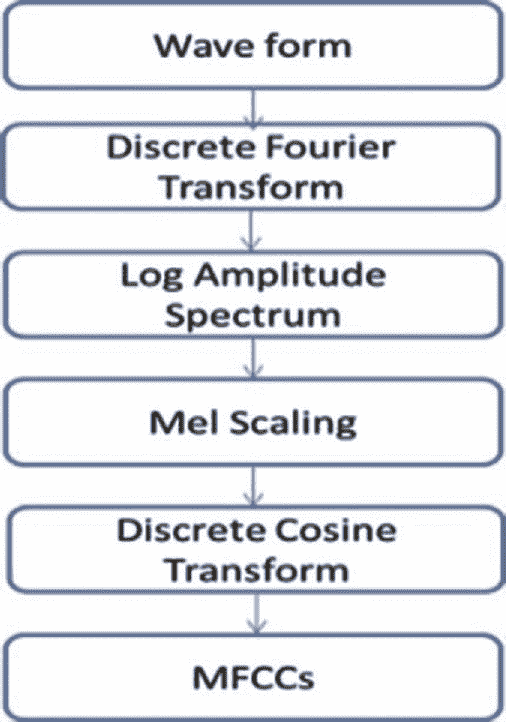 Wave form
Discrete Fourier
Transform
Log Amplitude
Spectrum
Mel Scaling
Discrete Cosine
Transform
MFCCs